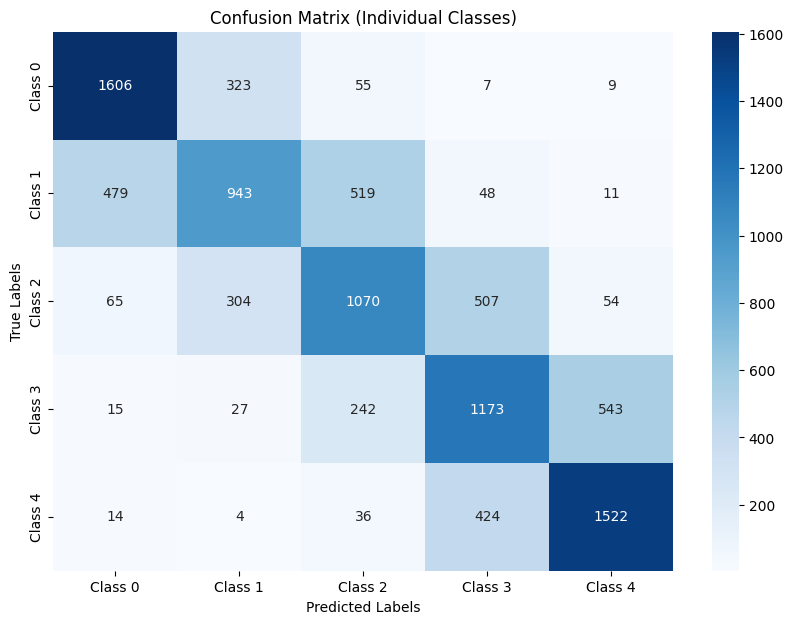 Confusion Matrix (Individual Classes)
True Labels
Class 0
1606 323 55 7 9
Class 1
479 943 519 48 11
Class 2
65 304 1070 507 54
Class 3
15 27 242 1173 543
Class 4
14 4 36 424 1522
Class 0 Class 1 Class 2 Class 3 Class 4
Predicted Labels
1600
1400
1200
1000
800
600
400
200